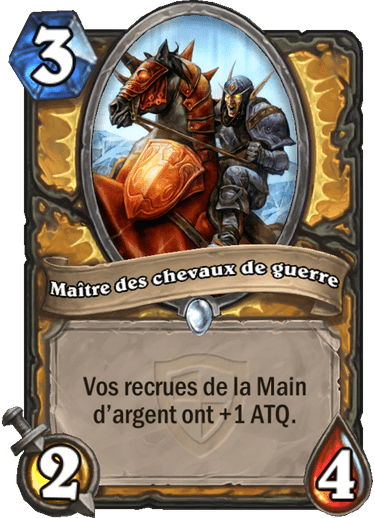 3
Maître des chevaux de guerre
Vos recrues de la Main
d'argent ont +1 ATQ.
2
4